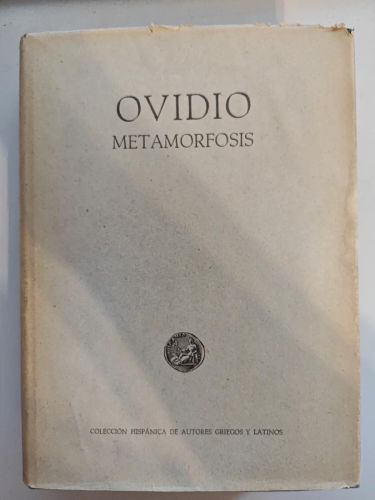 OVIDIO
METAMORFOSIS
COLECCIÓN HISPÁNICA DE AUTORES GRIEGOS Y LATINOS